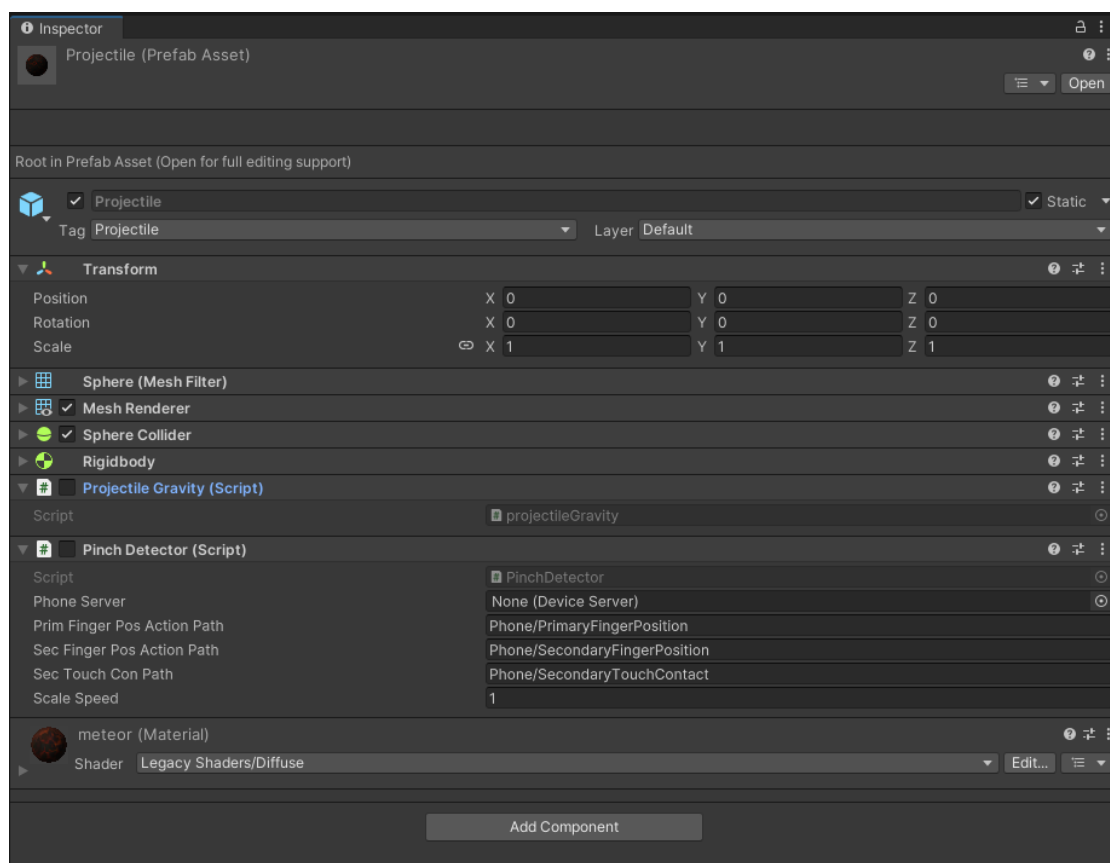 Inspector
Projectile (Prefab Asset)
Open
Root in Prefab Asset (Open for full editing support)
Projectile
Static
Tag Projectile Layer Default
Transform
Position X 0 Y 0 Z 0
Rotation X 0 Y 0 Z 0
Scale X 1 Y 1 Z 1
Sphere (Mesh Filter)
Mesh Renderer
Sphere Collider
Rigidbody
# Projectile Gravity (Script)
Script # projectileGravity
# Pinch Detector (Script)
Script # PinchDetector
Phone Server None (Device Server)
Prim Finger Pos Action Path Phone/PrimaryFingerPosition
Sec Finger Pos Action Path Phone/SecondaryFingerPosition
Sec Touch Con Path Phone/SecondaryTouchContact
Scale Speed 1
meteor (Material)
Shader Legacy Shaders/Diffuse Edit...
Add Component